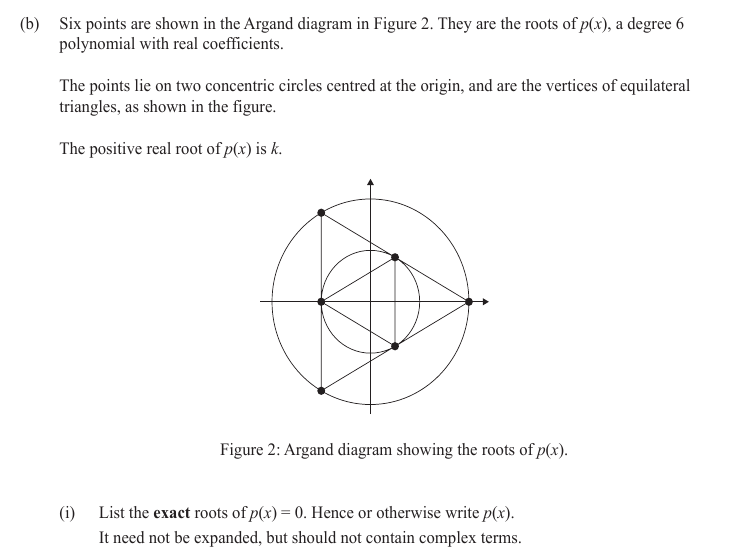 (b) Six points are shown in the Argand diagram in Figure 2. They are the roots of p(x), a degree 6
polynomial with real coefficients.
The points lie on two concentric circles centred at the origin, and are the vertices of equilateral
triangles, as shown in the figure.
The positive real root of p(x) is k.
Figure 2: Argand diagram showing the roots of p(x).
(i) List the exact roots of p(x) = 0. Hence or otherwise write p(x).
It need not be expanded, but should not contain complex terms.